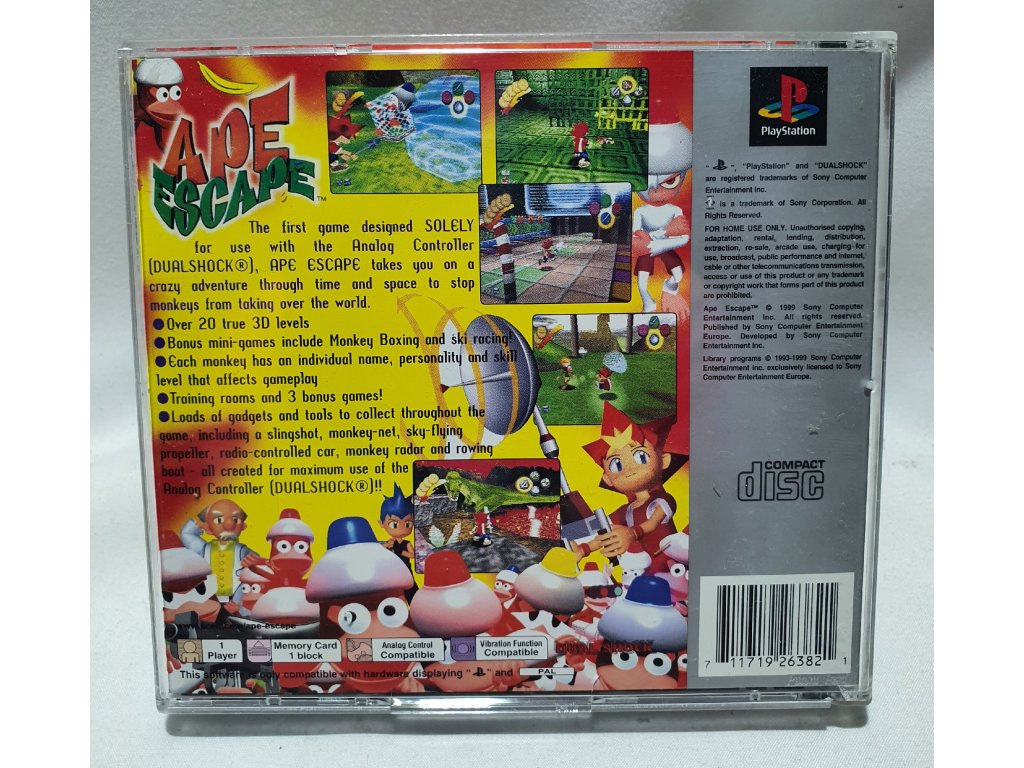 APE
ESCAPE™
The first game designed SOLELY
for use with the Analog Controller
(DUALSHOCK®), APE ESCAPE takes you on a
crazy adventure through time and space to stop
monkeys from taking over the world.
●Over 20 true 3D levels
●Bonus mini-games include Monkey Boxing and ski racing!
●Each monkey has an individual name, personality and skill
level that affects gameplay
●Training rooms and 3 bonus games!
●Loads of gadgets and tools to collect throughout the
game, including a slingshot, monkey-net, sky-flying
propeller, radio-controlled car, monkey radar and rowing
boat - all created for maximum use of the
Analog Controller (DUALSHOCK®)!!
ape-escape
1
Player
Memory Card
1 block
Analog Control
Compatible
Vibration Function
Compatible
DUAL SHOCK
This software is only compatible with hardware displaying " " and PAL
PlayStation
" ", "PlayStation" and "DUALSHOCK"
are registered trademarks of Sony Computer
Entertainment Inc.
is a trademark of Sony Corporation. All
Rights Reserved.
FOR HOME USE ONLY. Unauthorised copying,
adaptation, rental, lending, distribution,
extraction, re-sale, arcade use, charging for
use, broadcast, public performance and internet,
cable or other telecommunications transmission,
access or use of this product or any trademark
or copyright work that forms part of this product
are prohibited.
Ape Escape™ © 1999 Sony Computer
Entertainment Inc. All rights reserved.
Published by Sony Computer Entertainment
Europe. Developed by Sony Computer
Entertainment Inc.
Library programs © 1993-1999 Sony Computer
Entertainment Inc. exclusively licensed to Sony
Computer Entertainment Europe.
COMPACT
disc
7 11719 26382 1